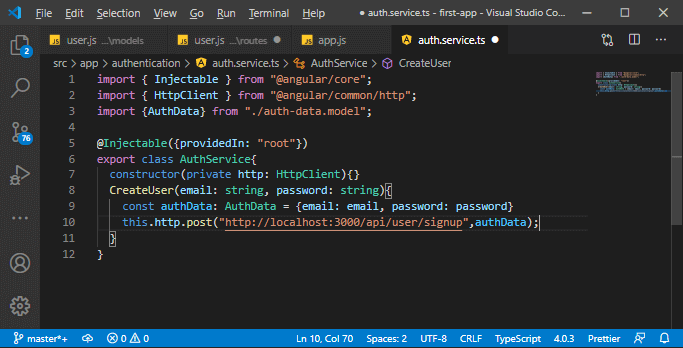 File Edit Selection View Go Run Terminal Help
auth.service.ts - first-app - Visual Studio Co...
user.js ...\models
user.js ...\routes
app.js
auth.service.ts
2
76
src > app > authentication > auth.service.ts > AuthService > CreateUser
1 import { Injectable } from "@angular/core";
2 import { HttpClient } from "@angular/common/http";
3 import {AuthData} from "./auth-data.model";
4
5 @Injectable({providedIn: "root"})
6 export class AuthService{
7 constructor(private http: HttpClient){}
8 CreateUser(email: string, password: string){
9 const authData: AuthData = {email: email, password: password}
10 this.http.post("http://localhost:3000/api/user/signup",authData);
11 }
12 }
master*+ 0 0 Ln 10, Col 70 Spaces: 2 UTF-8 CRLF TypeScript 4.0.3 Prettier